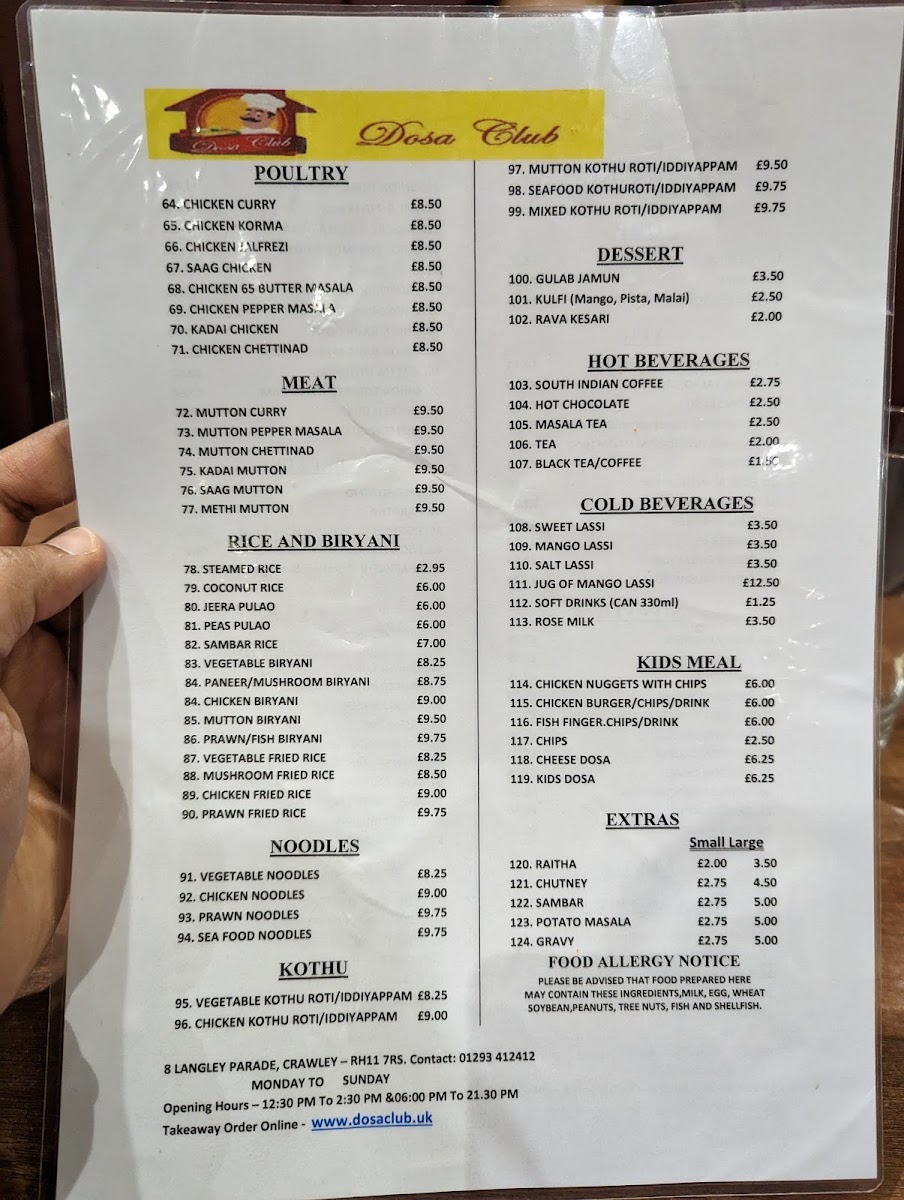 Dosa Club
Dosa Club
POULTRY
64. CHICKEN CURRY £8.50
65. CHICKEN KORMA £8.50
66. CHICKEN JALFREZI £8.50
67. SAAG CHICKEN £8.50
68. CHICKEN 65 BUTTER MASALA £8.50
69. CHICKEN PEPPER MASALA £8.50
70. KADAI CHICKEN £8.50
71. CHICKEN CHETTINAD £8.50
MEAT
72. MUTTON CURRY £9.50
73. MUTTON PEPPER MASALA £9.50
74. MUTTON CHETTINAD £9.50
75. KADAI MUTTON £9.50
76. SAAG MUTTON £9.50
77. METHI MUTTON £9.50
RICE AND BIRYANI
78. STEAMED RICE £2.95
79. COCONUT RICE £6.00
80. JEERA PULAO £6.00
81. PEAS PULAO £6.00
82. SAMBAR RICE £7.00
83. VEGETABLE BIRYANI £8.25
84. PANEER/MUSHROOM BIRYANI £8.75
84. CHICKEN BIRYANI £9.00
85. MUTTON BIRYANI £9.50
86. PRAWN/FISH BIRYANI £9.75
87. VEGETABLE FRIED RICE £8.25
88. MUSHROOM FRIED RICE £8.50
89. CHICKEN FRIED RICE £9.00
90. PRAWN FRIED RICE £9.75
NOODLES
91. VEGETABLE NOODLES £8.25
92. CHICKEN NOODLES £9.00
93. PRAWN NOODLES £9.75
94. SEA FOOD NOODLES £9.75
KOTHU
95. VEGETABLE KOTHU ROTI/IDDIYAPPAM £8.25
96. CHICKEN KOTHU ROTI/IDDIYAPPAM £9.00
97. MUTTON KOTHU ROTI/IDDIYAPPAM £9.50
98. SEAFOOD KOTHUROTI/IDDIYAPPAM £9.75
99. MIXED KOTHU ROTI/IDDIYAPPAM £9.75
DESSERT
100. GULAB JAMUN £3.50
101. KULFI (Mango, Pista, Malai) £2.50
102. RAVA KESARI £2.00
HOT BEVERAGES
103. SOUTH INDIAN COFFEE £2.75
104. HOT CHOCOLATE £2.50
105. MASALA TEA £2.50
106. TEA £2.00
107. BLACK TEA/COFFEE £1.50
COLD BEVERAGES
108. SWEET LASSI £3.50
109. MANGO LASSI £3.50
110. SALT LASSI £3.50
111. JUG OF MANGO LASSI £12.50
112. SOFT DRINKS (CAN 330ml) £1.25
113. ROSE MILK £3.50
KIDS MEAL
114. CHICKEN NUGGETS WITH CHIPS £6.00
115. CHICKEN BURGER/CHIPS/DRINK £6.00
116. FISH FINGER.CHIPS/DRINK £6.00
117. CHIPS £2.50
118. CHEESE DOSA £6.25
119. KIDS DOSA £6.25
EXTRAS
Small Large
120. RAITHA £2.00 3.50
121. CHUTNEY £2.75 4.50
122. SAMBAR £2.75 5.00
123. POTATO MASALA £2.75 5.00
124. GRAVY £2.75 5.00
FOOD ALLERGY NOTICE
PLEASE BE ADVISED THAT FOOD PREPARED HERE
MAY CONTAIN THESE INGREDIENTS,MILK, EGG, WHEAT
SOYBEAN,PEANUTS, TREE NUTS, FISH AND SHELLFISH.
8 LANGLEY PARADE, CRAWLEY – RH11 7RS. Contact: 01293 412412
MONDAY TO SUNDAY
Opening Hours – 12:30 PM To 2:30 PM &06:00 PM To 21.30 PM
Takeaway Order Online - www.dosaclub.uk